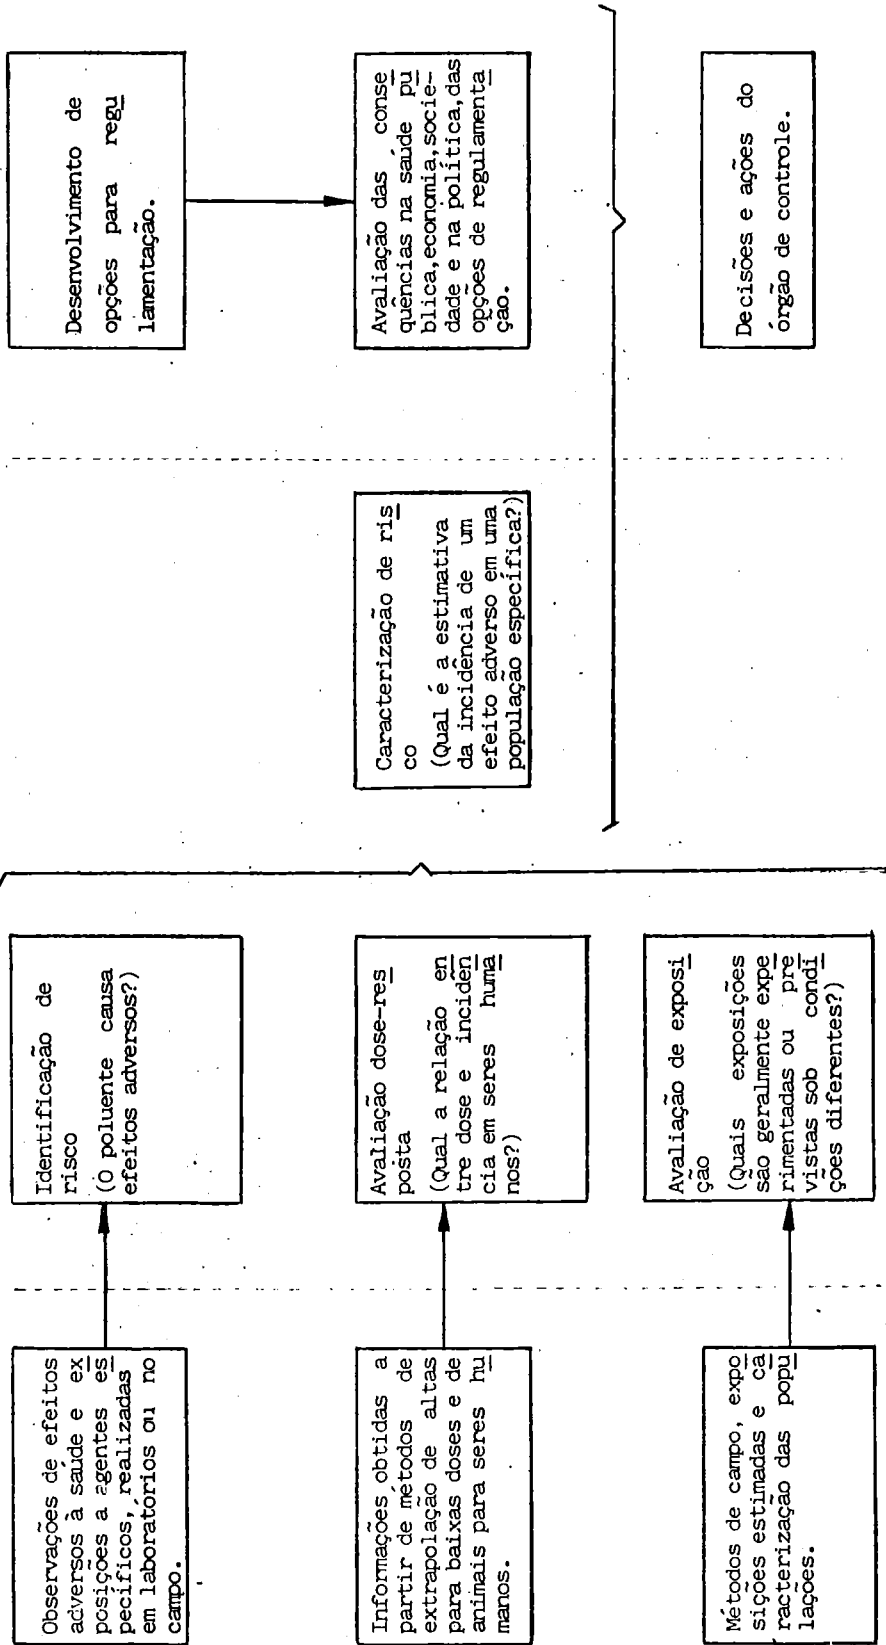 Observações de efeitos
adversos à saúde e ex
posições a agentes es
pecíficos, realizadas
em laboratórios ou no
campo.
Identificação de
risco
(O poluente causa
efeitos adversos?)
Desenvolvimento de
opções para regu
lamentação.
Informações obtidas a
partir de métodos de
extrapolação de altas
para baixas doses e de
animais para seres hu
manos.
Avaliação dose-res
posta
(Qual a relação en
tre dose e incidên
cia em seres huma
nos?)
Caracterização de ris
co
(Qual é a estimativa
da incidência de um
efeito adverso em uma
população específica?)
Avaliação das conse
quências na saúde pú
blica,economia,socie-
dade e na política,das
opções de regulamenta
ção.
Métodos de campo, expo
sições estimadas e ca
racterização das popu
lações.
Avaliação de exposi
ção
(Quais exposições
são geralmente expe
rimentadas ou pre
vistas sob condi
ções diferentes?)
Decisões e ações do
órgão de controle.